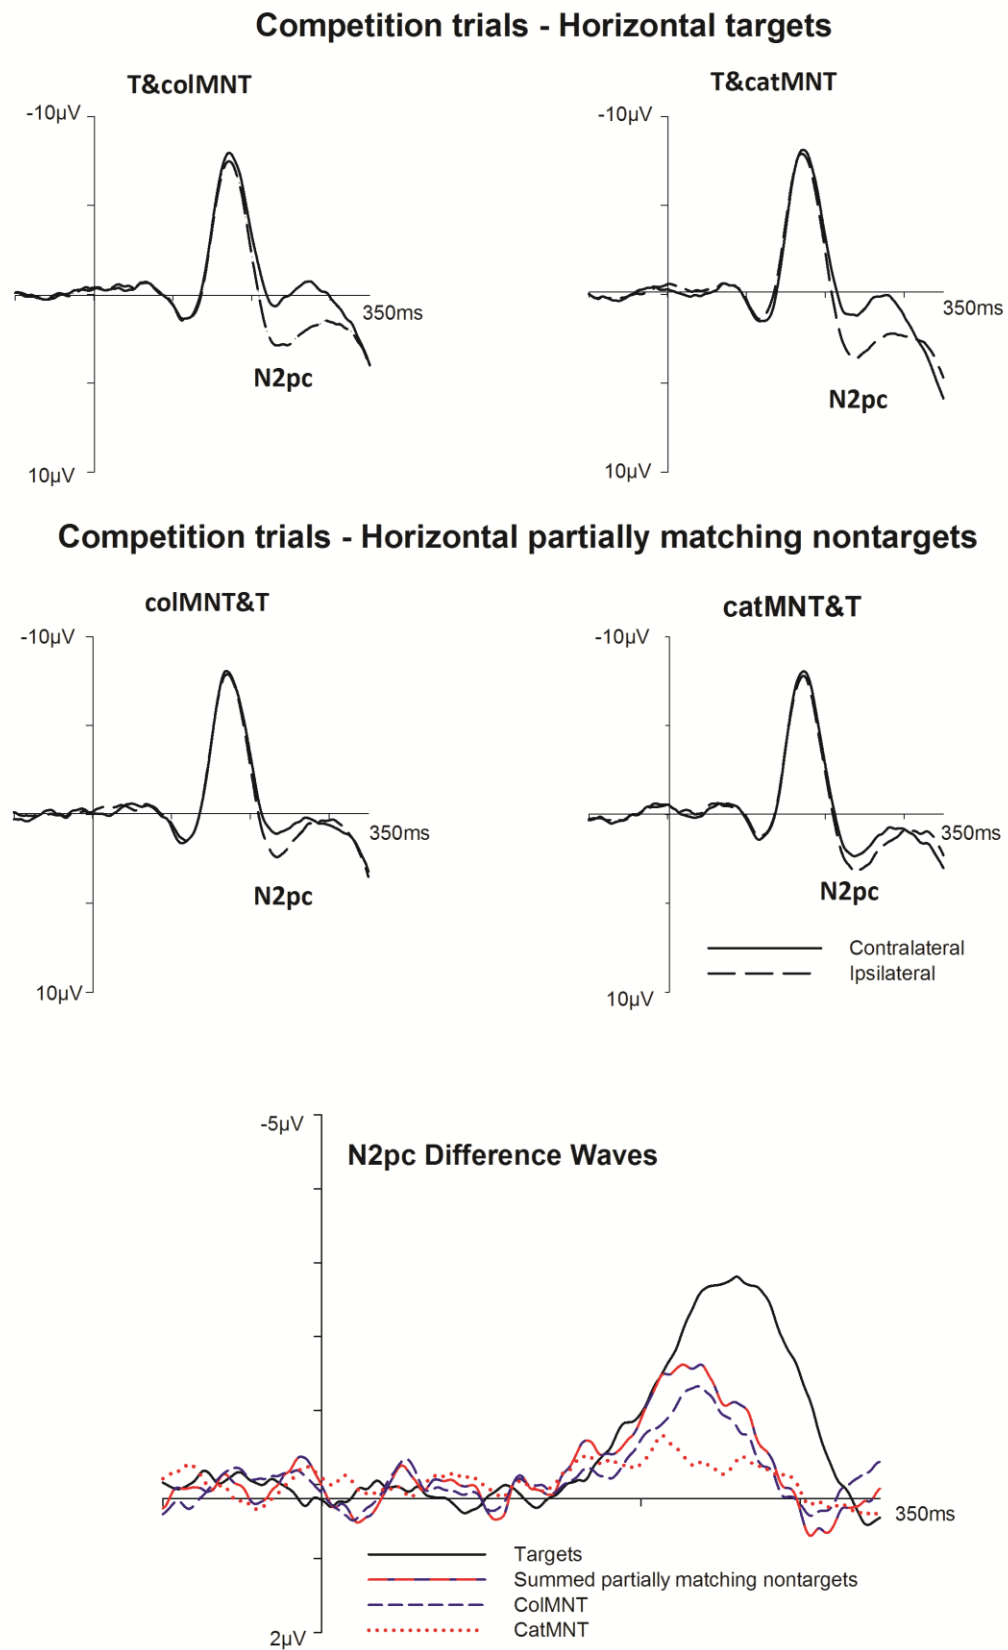 Competition trials - Horizontal targets
T&colMNT
T&catMNT
-10µV
-10µV
350ms
350ms
N2pc
N2pc
10µV
10µV
Competition trials - Horizontal partially matching nontargets
colMNT&T
catMNT&T
-10µV
-10µV
350ms
350ms
N2pc
N2pc
Contralateral
Ipsilateral
10µV
10µV
-5µV
N2pc Difference Waves
350ms
Targets
Summed partially matching nontargets
ColMNT
CatMNT
2µV